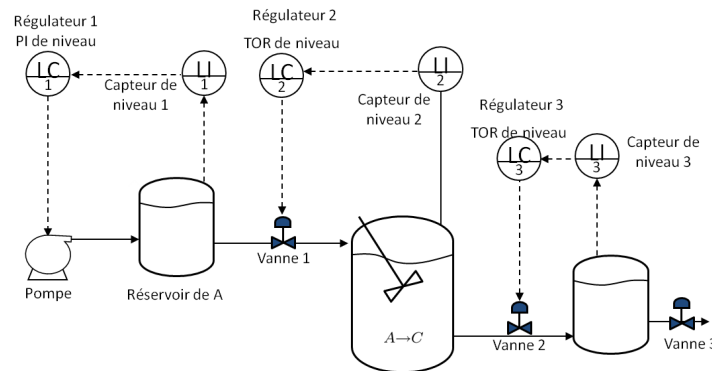 Régulateur 1
PI de niveau
LC
1
Capteur de
niveau 1
LI
1
Régulateur 2
TOR de niveau
LC
2
LI
2
Capteur de
niveau 2
Régulateur 3
TOR de niveau
LC
3
LI
3
Capteur de
niveau 3
Pompe
Réservoir de A
Vanne 1
A→C
Vanne 2
Vanne 3